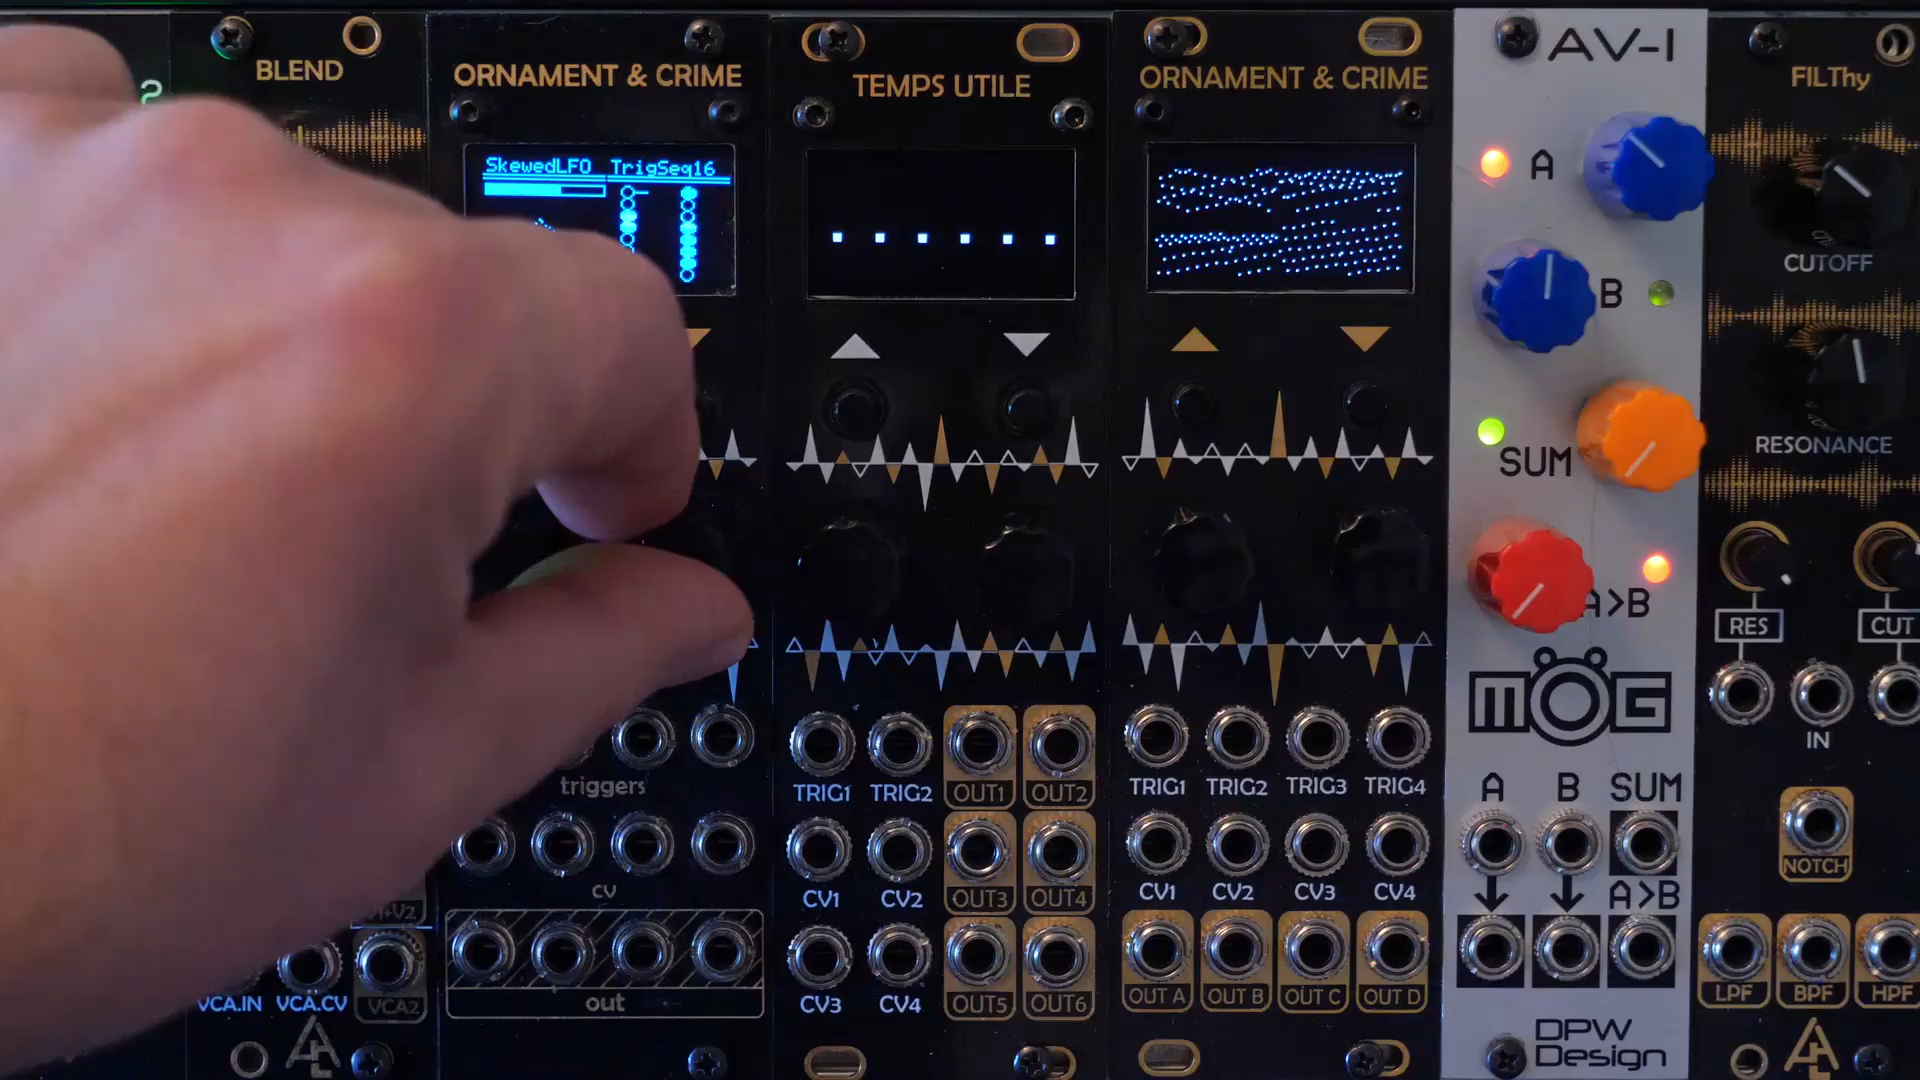 2
BLEND
VCA.IN VCA.CV VCA2
ORNAMENT & CRIME
SkewedLFO TrigSeq16
triggers
CV
out
TEMPS UTILE
TRIG1 TRIG2 OUT1 OUT2
CV1 CV2 OUT3 OUT4
CV3 CV4 OUT5 OUT6
ORNAMENT & CRIME
TRIG1 TRIG2 TRIG3 TRIG4
CV1 CV2 CV3 CV4
OUT A OUT B OUT C OUT D
AV-1
A
B
SUM
A>B
MOG
A B SUM
A>B
DPW
Design
FILThy
CUTOFF
RESONANCE
RES CUT
IN
NOTCH
LPF BPF HPF